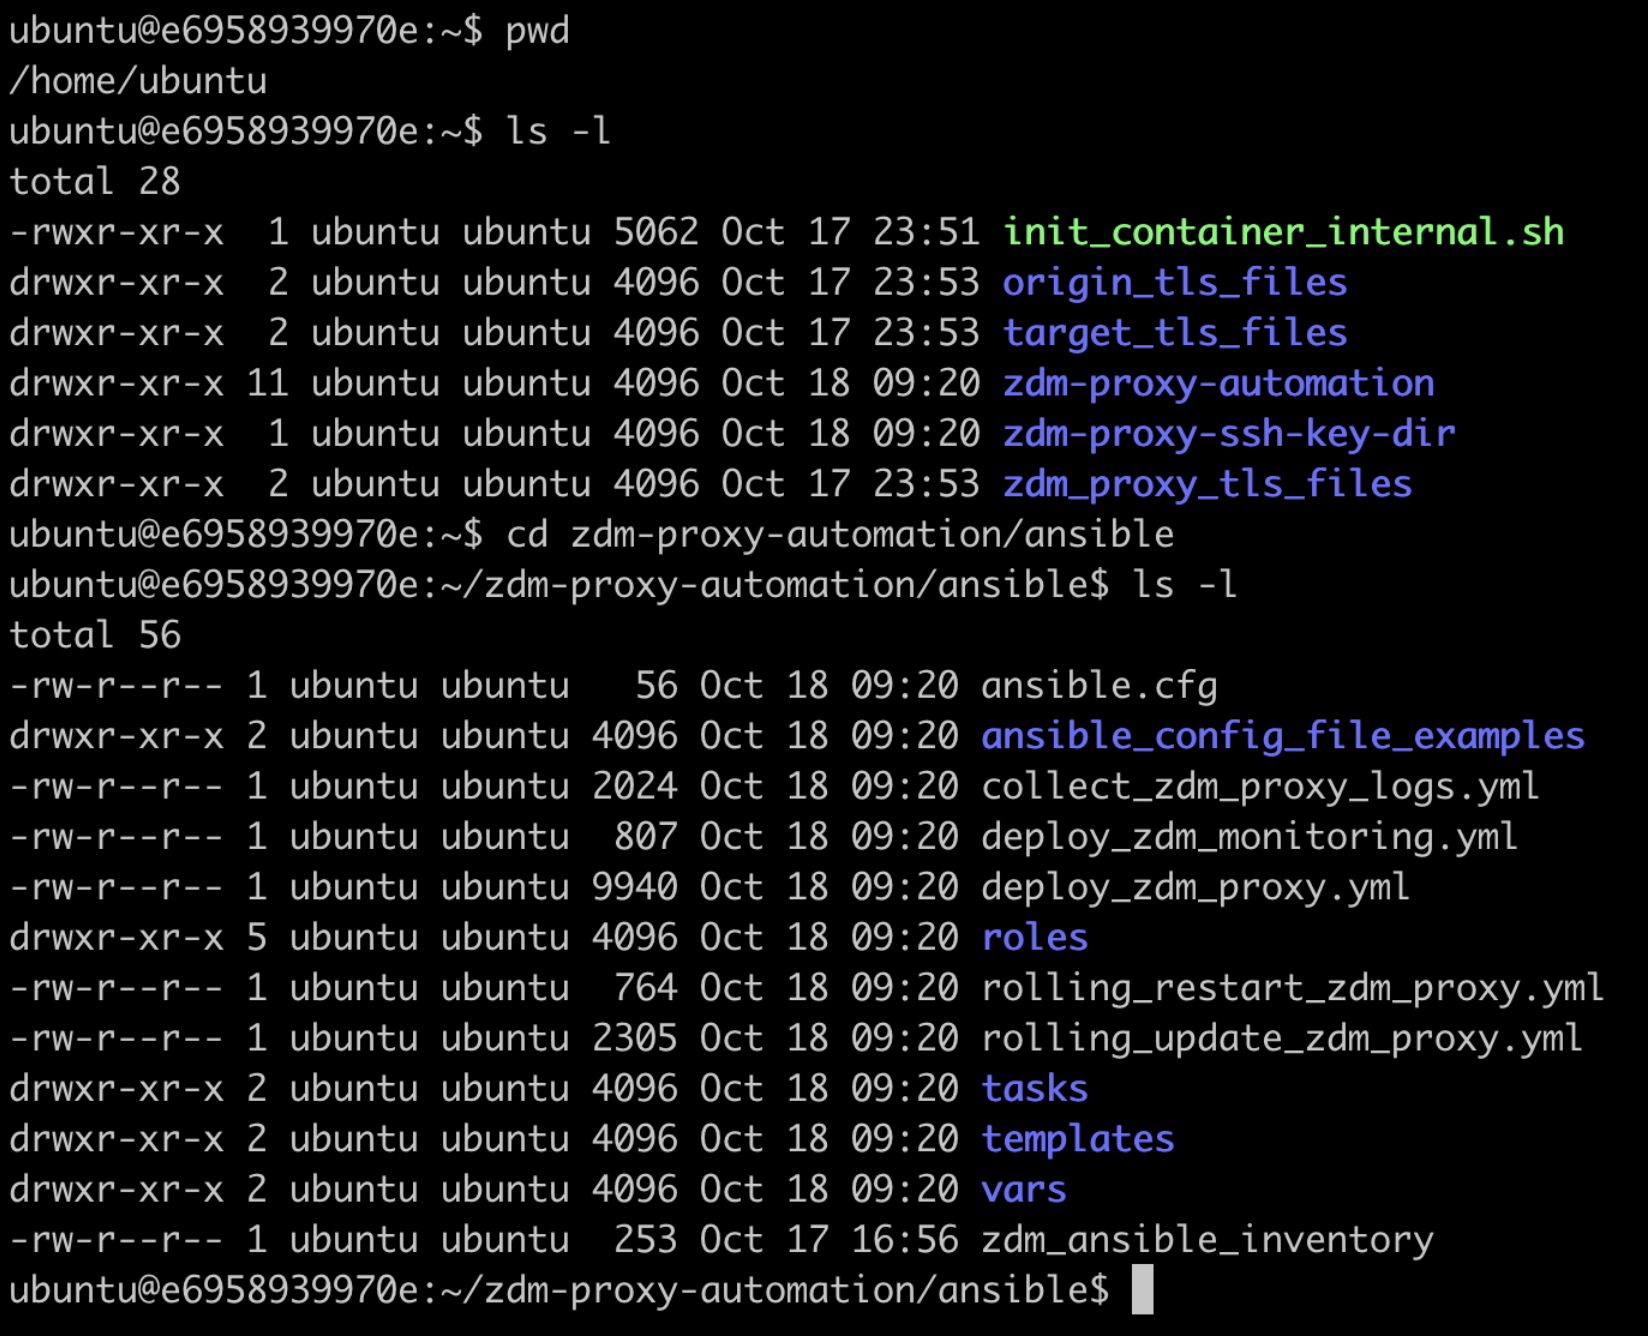 ubuntu@e6958939970e:~$ pwd
/home/ubuntu
ubuntu@e6958939970e:~$ ls -l
total 28
-rwxr-xr-x  1 ubuntu ubuntu 5062 Oct 17 23:51 init_container_internal.sh
drwxr-xr-x  2 ubuntu ubuntu 4096 Oct 17 23:53 origin_tls_files
drwxr-xr-x  2 ubuntu ubuntu 4096 Oct 17 23:53 target_tls_files
drwxr-xr-x 11 ubuntu ubuntu 4096 Oct 18 09:20 zdm-proxy-automation
drwxr-xr-x  1 ubuntu ubuntu 4096 Oct 18 09:20 zdm-proxy-ssh-key-dir
drwxr-xr-x  2 ubuntu ubuntu 4096 Oct 17 23:53 zdm_proxy_tls_files
ubuntu@e6958939970e:~$ cd zdm-proxy-automation/ansible
ubuntu@e6958939970e:~/zdm-proxy-automation/ansible$ ls -l
total 56
-rw-r--r-- 1 ubuntu ubuntu   56 Oct 18 09:20 ansible.cfg
drwxr-xr-x 2 ubuntu ubuntu 4096 Oct 18 09:20 ansible_config_file_examples
-rw-r--r-- 1 ubuntu ubuntu 2024 Oct 18 09:20 collect_zdm_proxy_logs.yml
-rw-r--r-- 1 ubuntu ubuntu  807 Oct 18 09:20 deploy_zdm_monitoring.yml
-rw-r--r-- 1 ubuntu ubuntu 9940 Oct 18 09:20 deploy_zdm_proxy.yml
drwxr-xr-x 5 ubuntu ubuntu 4096 Oct 18 09:20 roles
-rw-r--r-- 1 ubuntu ubuntu  764 Oct 18 09:20 rolling_restart_zdm_proxy.yml
-rw-r--r-- 1 ubuntu ubuntu 2305 Oct 18 09:20 rolling_update_zdm_proxy.yml
drwxr-xr-x 2 ubuntu ubuntu 4096 Oct 18 09:20 tasks
drwxr-xr-x 2 ubuntu ubuntu 4096 Oct 18 09:20 templates
drwxr-xr-x 2 ubuntu ubuntu 4096 Oct 18 09:20 vars
-rw-r--r-- 1 ubuntu ubuntu  253 Oct 17 16:56 zdm_ansible_inventory
ubuntu@e6958939970e:~/zdm-proxy-automation/ansible$